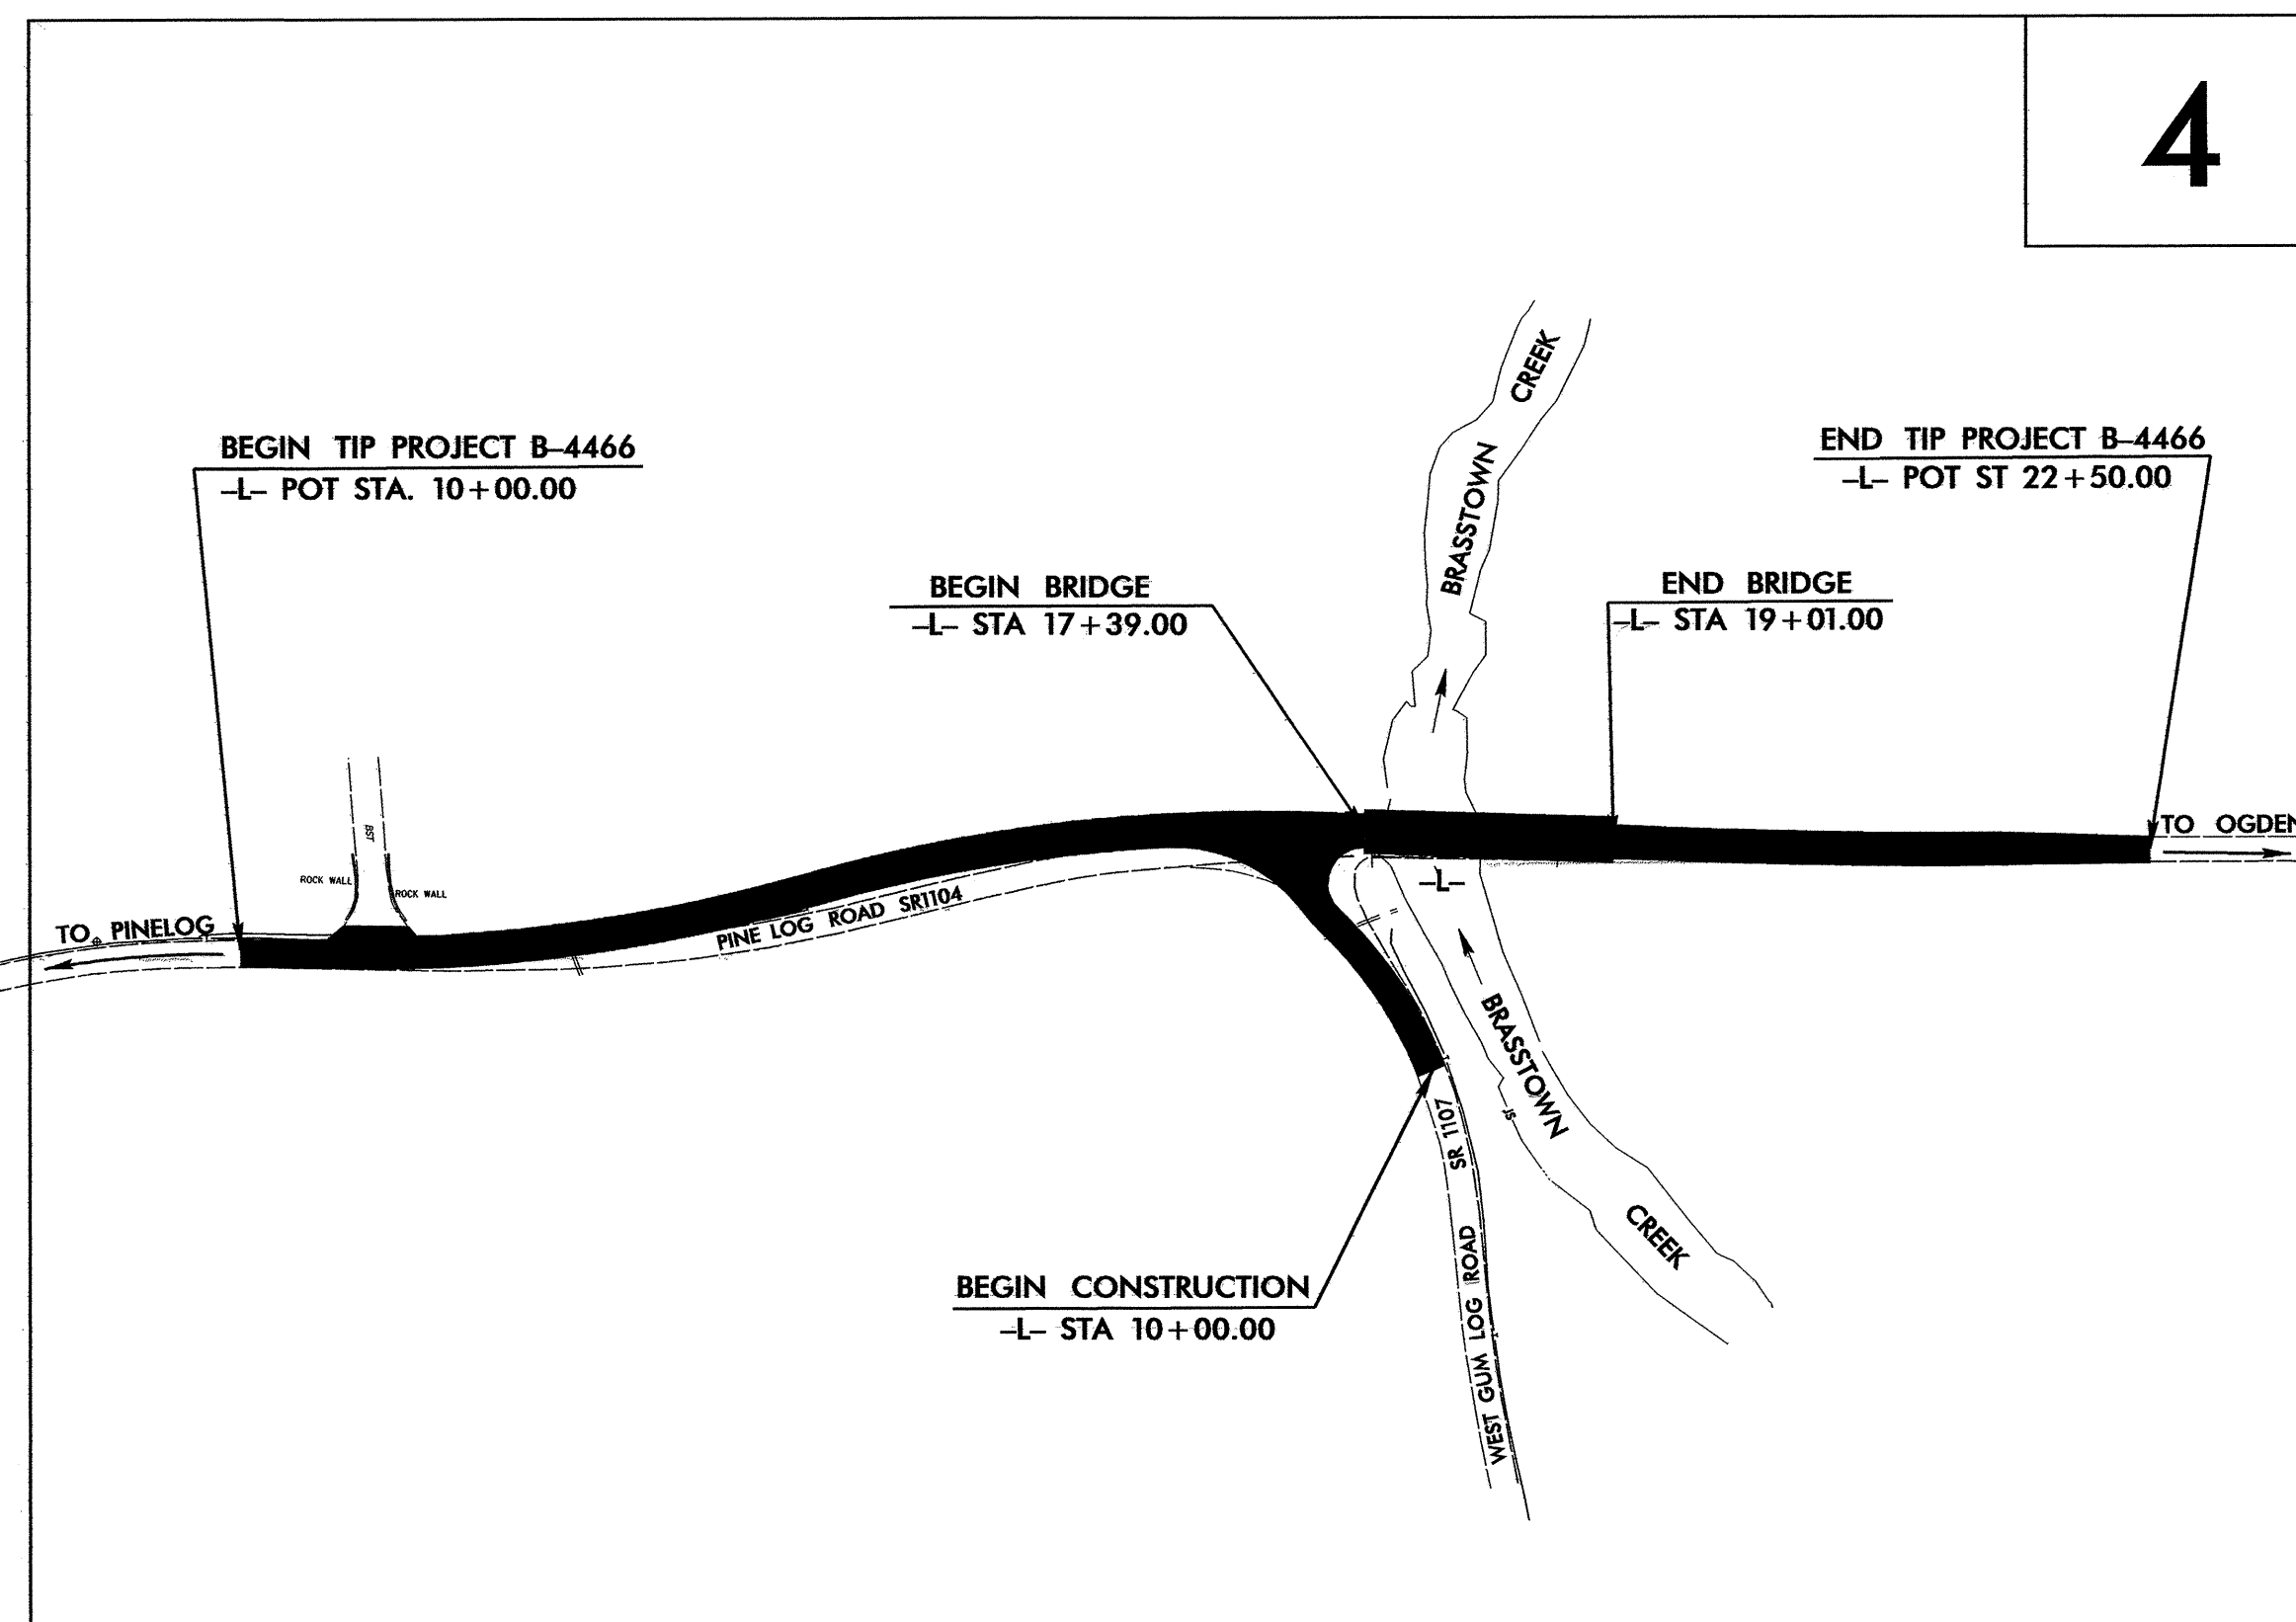 4
BEGIN TIP PROJECT B-4466
-L- POT STA. 10+00.00
END TIP PROJECT B-4466
-L- POT ST 22+50.00
BEGIN BRIDGE
-L- STA 17+39.00
END BRIDGE
-L- STA 19+01.00
BRASSTOWN CREEK
BST
ROCK WALL
ROCK WALL
TO PINELOG
PINE LOG ROAD SR1104
-L-
TO OGDEN
BRASSTOWN CREEK
JS
WEST GUM LOG ROAD SR 1107
BEGIN CONSTRUCTION
-L- STA 10+00.00